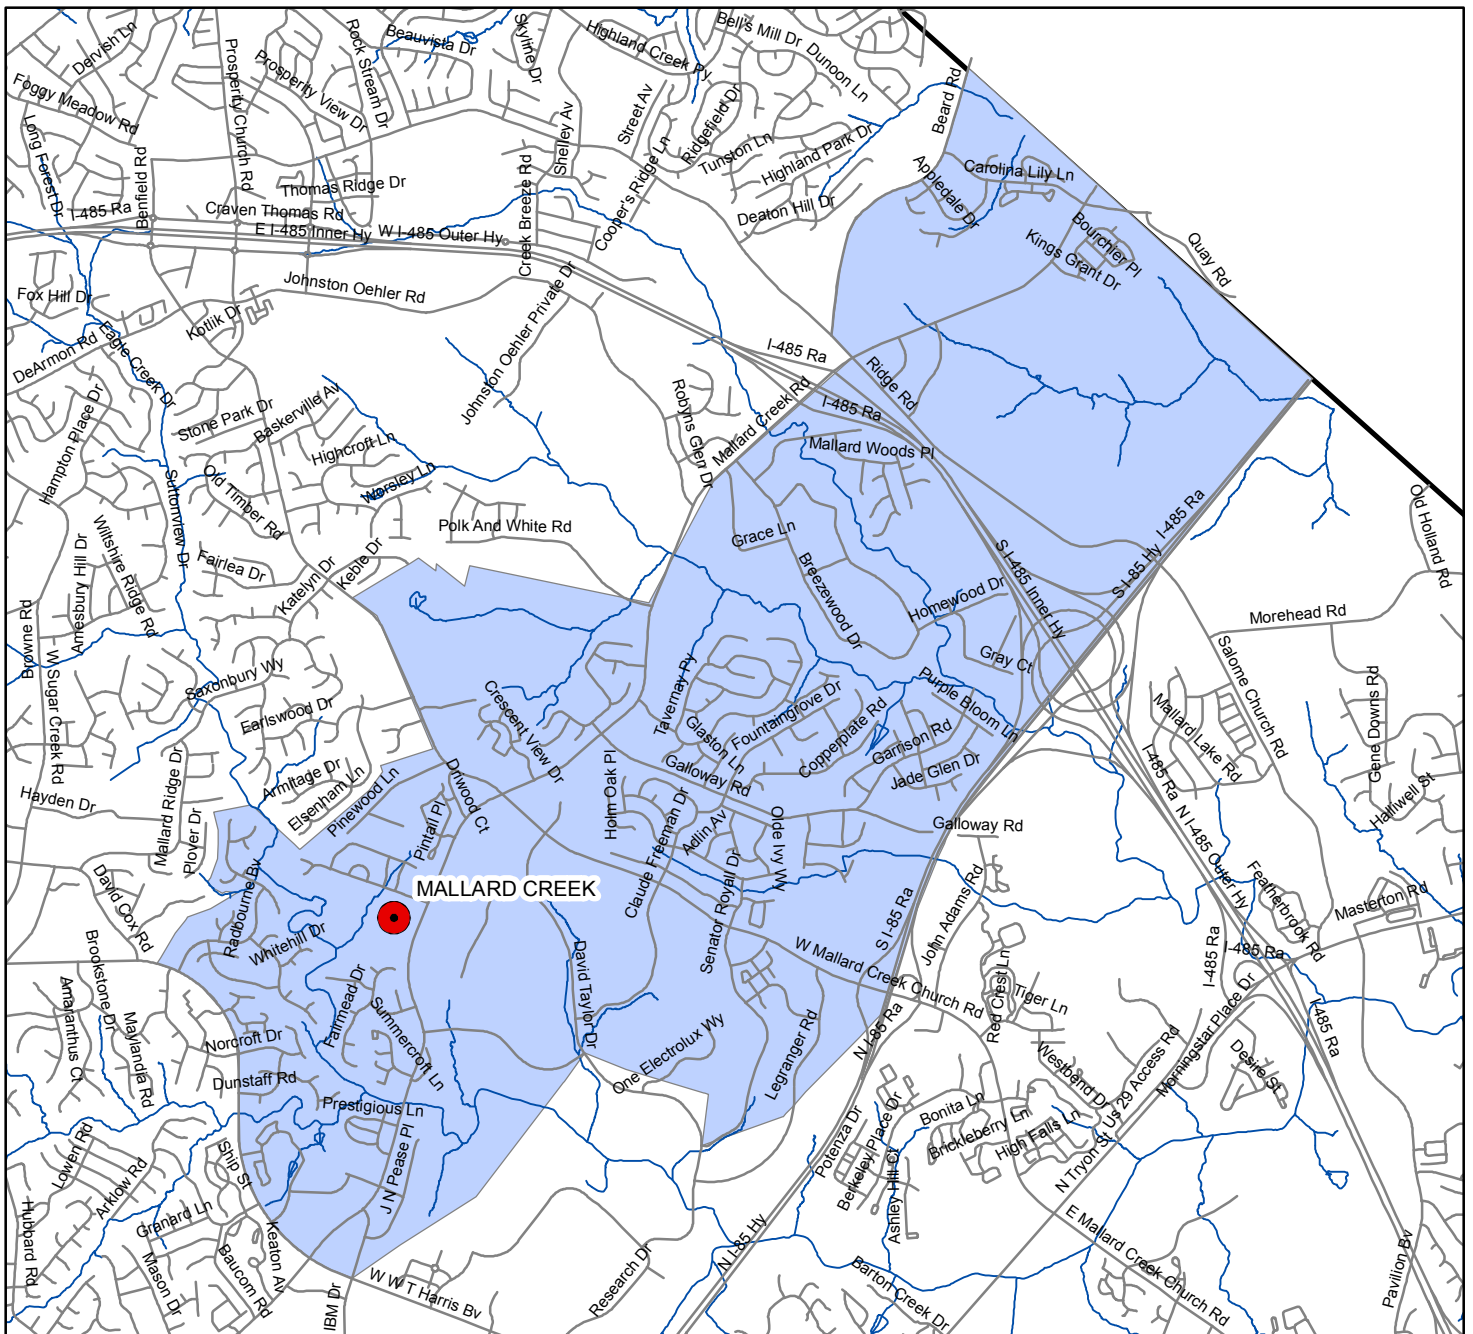 Dervish Ln
Foggy Meadow Rd
Long Forest Dr
I-485 Ra
Benfield Rd
Prosperity Church Rd
Prosperity View Dr
Rock Stream Dr
Beauvista Dr
Skyline Dr
Highland Creek Py
Bell's Mill Dr
Dunoon Ln
Street Av
Shelley Av
Ridgefield Dr
Tunston Ln
Highland Park Dr
Deaton Hill Dr
Cooper's Ridge Ln
Creek Breeze Rd
Thomas Ridge Dr
Craven Thomas Rd
E I-485 Inner Hy
W I-485 Outer Hy
Beard Rd
Appledale Dr
Carolina Lily Ln
Bourchier Pl
Kings Grant Dr
Quay Rd
Fox Hill Dr
DeArmon Rd
Eagle Creek Dr
Kotlik Dr
Johnston Oehler Rd
Johnston Oehler Private Dr
I-485 Ra
I-485 Ra
Ridge Rd
Robyns Glen Dr
Mallard Creek Rd
Mallard Woods Pl
Hampton Place Dr
Stone Park Dr
Baskerville Av
Highcroft Ln
Worsley Ln
Old Timber Rd
Suttonview Dr
Polk And White Rd
Grace Ln
Breezewood Dr
Homewood Dr
Gray Ct
S I-485 Inner Hy
S I-85 Hy
I-485 Ra
Old Holland Rd
Morehead Rd
Wiltshire Ridge Rd
Amesbury Hill Dr
Fairlea Dr
Katelyn Dr
Keble Dr
Browne Rd
W Sugar Creek Rd
Saxonbury Wy
Earlswood Dr
Armitage Dr
Elsenham Ln
Pinewood Ln
Hayden Dr
Mallard Ridge Dr
Plover Dr
Crescent View Dr
Driwood Ct
Pintail Pl
Tavernay Py
Glaston Ln
Fountaingrove Dr
Copperplate Rd
Purple Bloom Ln
Garrison Rd
Jade Glen Dr
Galloway Rd
Galloway Rd
Holm Oak Pl
Claude Freeman Dr
Adlin Av
Olde Ivy Wy
Senator Royall Dr
Salome Church Rd
Mallard Lake Rd
I-485 Ra
N I-485 Outer Hy
Gene Downs Rd
Halliwell St
Masterton Rd
Featherbrook Rd
I-485 Ra
I-485 Ra
I-485 Ra
MALLARD CREEK
David Cox Rd
Radbourne Bv
Whitehill Dr
Brookstone Dr
Amaranthus Ct
Maylandia Rd
Norcroft Dr
Fairmead Dr
Summercroft Ln
Dunstaff Rd
Prestigious Ln
J N Pease Pl
David Taylor Dr
One Electrolux Wy
W Mallard Creek Church Rd
Legranger Rd
S I-85 Ra
N I-85 Ra
John Adams Rd
Red Crest Ln
Tiger Ln
Westbend Dr
Morningstar Place Dr
Desire St
N Tryon St Us 29 Access Rd
Bonita Ln
Brickleberry Ln
High Falls Ln
Potenza Dr
Berkeley Place Dr
Ashley Hill Ct
Lowen Rd
Arklow Rd
Hubbard Rd
Granard Ln
Mason Dr
Baucom Rd
Ship St
Keaton Av
IBM Dr
W W T Harris Bv
Research Dr
N I-85 Hy
Barton Creek Dr
E Mallard Creek Church Rd
Pavilion Bv